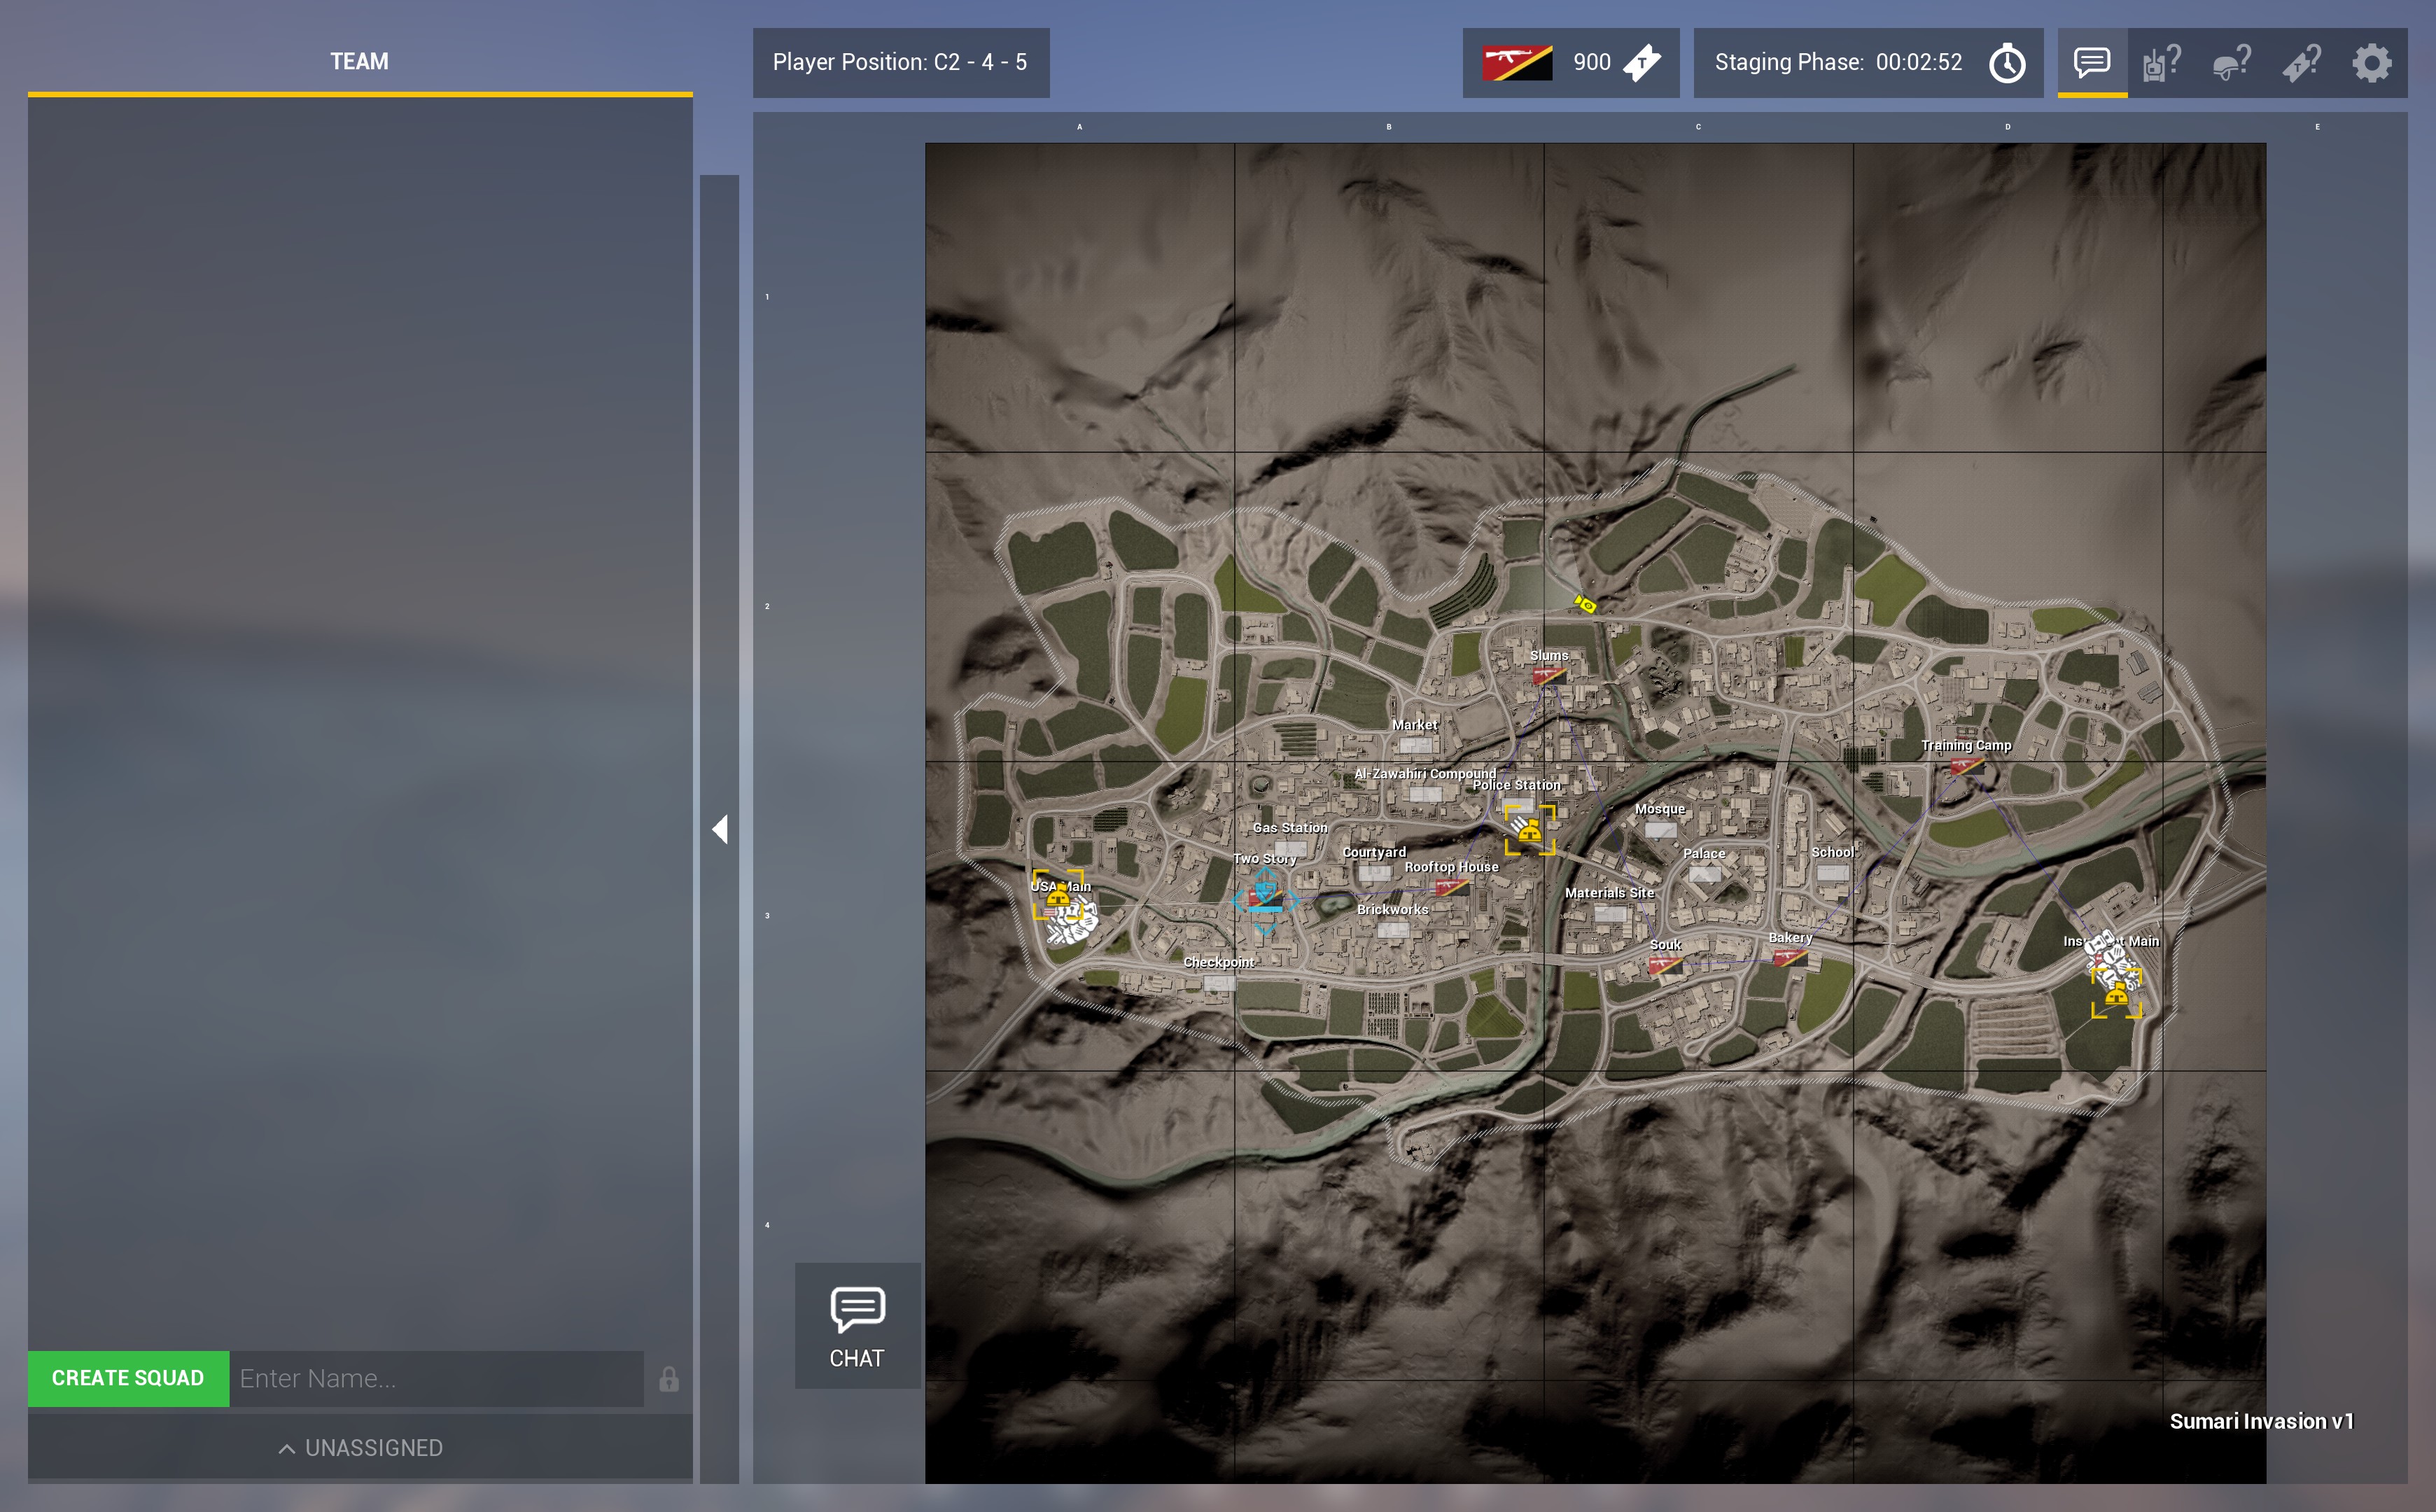 TEAM
Player Position: C2 - 4 - 5
900
T
Staging Phase: 00:02:52
?
?
T?
A
B
C
D
E
1
2
3
4
Slums
Market
Training Camp
Al-Zawahiri Compound
Police Station
Mosque
Gas Station
Courtyard
Palace
School
Two Story
Rooftop House
USA Main
Materials Site
Brickworks
Bakery
Souk
Main
Checkpoint
CHAT
CREATE SQUAD
Enter Name...
UNASSIGNED
Sumari Invasion v1